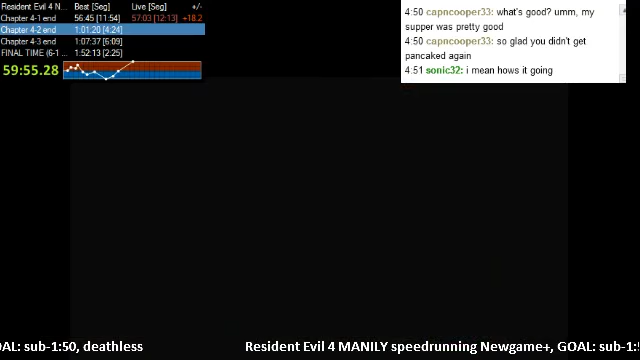 Resident Evil 4 N... Best [Seg] Live [Seg] +/-
Chapter 4-1 end 56:45 [11:54] 57:03 [12:13] +18.2
Chapter 4-2 end 1:01:20 [4:24]
Chapter 4-3 end 1:07:37 [6:09]
FINAL TIME (6-1 1:52:13 [2:25]
59:55.28
4:50 capncooper33: what's good? umm, my
supper was pretty good
4:50 capncooper33: so glad you didn't get
pancaked again
4:51 sonic32: i mean hows it going
OAL: sub-1:50, deathless Resident Evil 4 MANILY speedrunning Newgame+, GOAL: sub-1:5